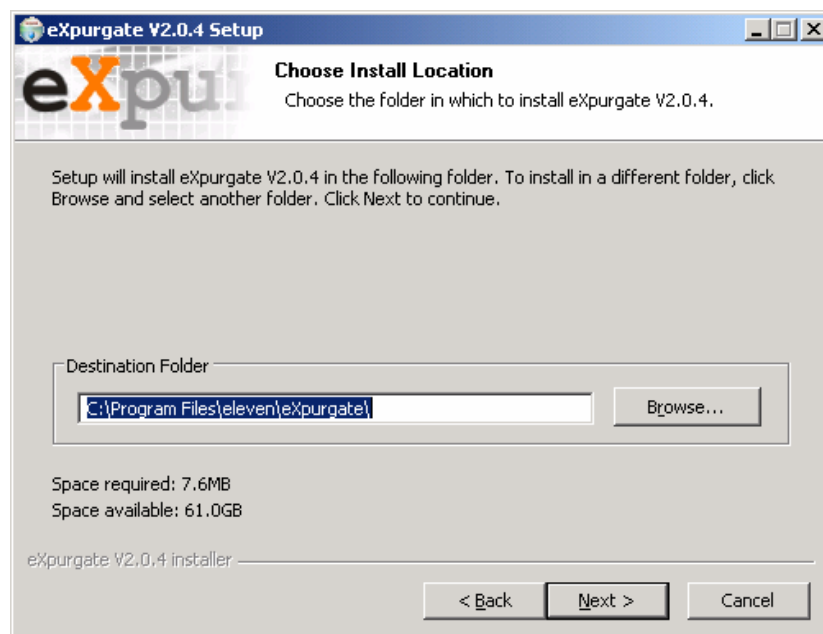 eXpurgate V2.0.4 Setup
eXpu
Choose Install Location
Choose the folder in which to install eXpurgate V2.0.4.
Setup will install eXpurgate V2.0.4 in the following folder. To install in a different folder, click
Browse and select another folder. Click Next to continue.
Destination Folder
C:\Program Files\eleven\eXpurgate\
Browse...
Space required: 7.6MB
Space available: 61.0GB
eXpurgate V2.0.4 installer
< Back
Next >
Cancel